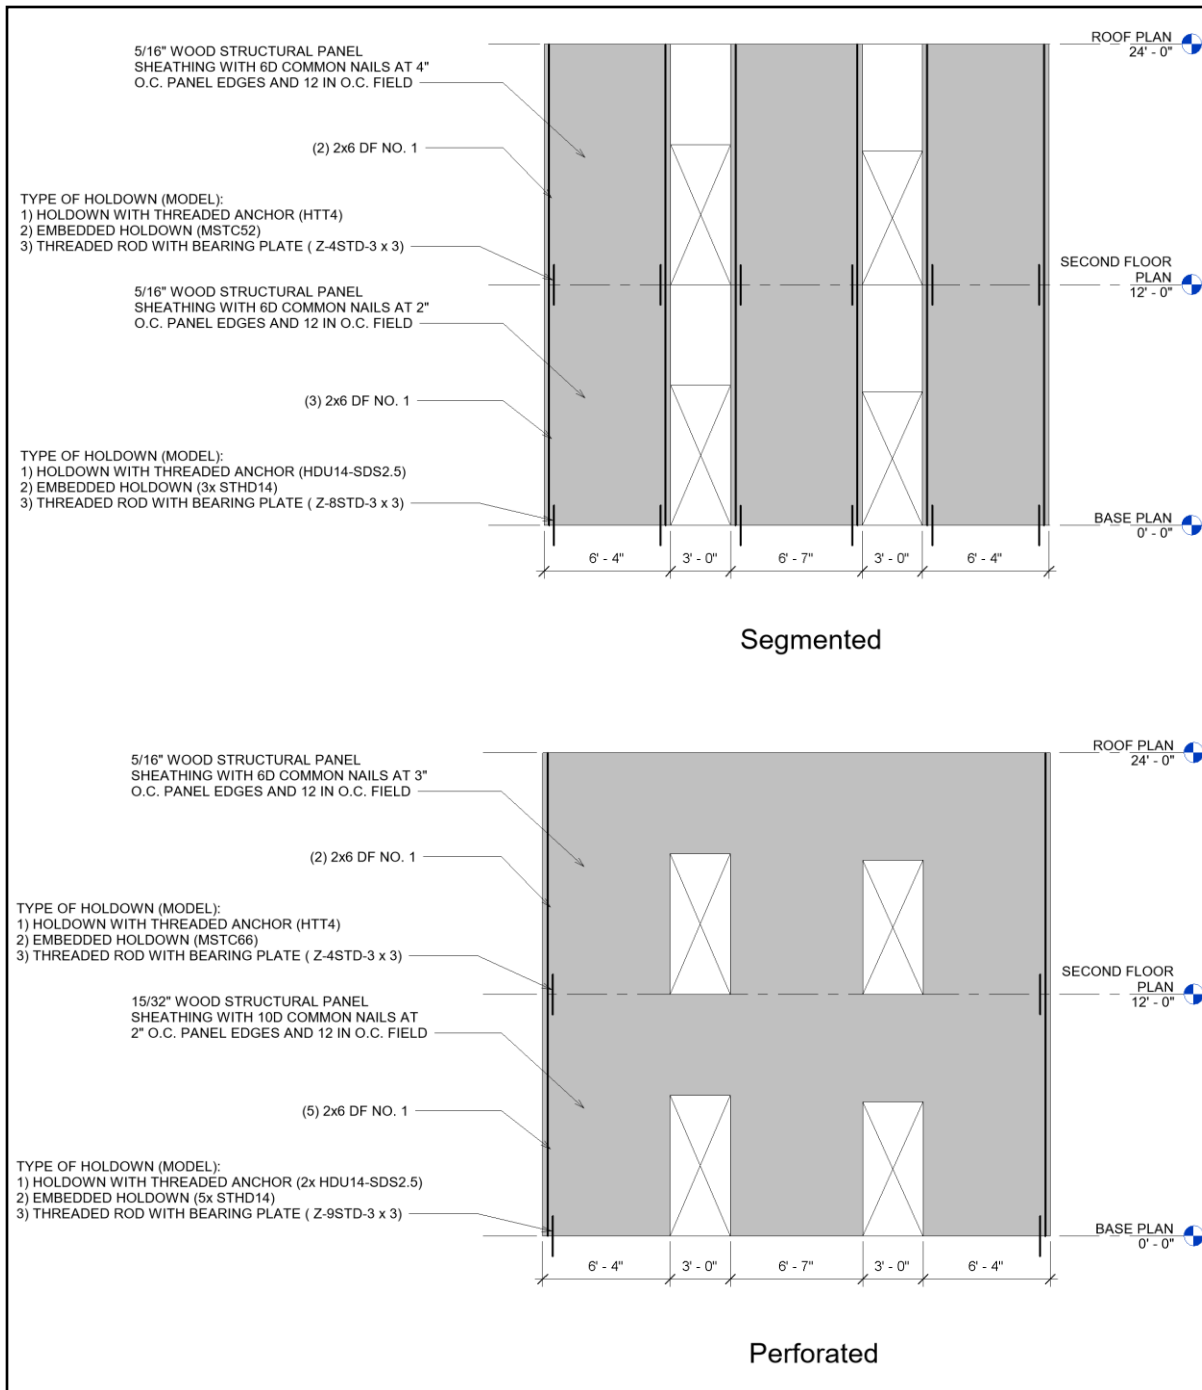 5/16" WOOD STRUCTURAL PANEL
SHEATHING WITH 6D COMMON NAILS AT 4"
O.C. PANEL EDGES AND 12 IN O.C. FIELD
(2) 2x6 DF NO. 1
TYPE OF HOLDOWN (MODEL):
1) HOLDOWN WITH THREADED ANCHOR (HTT4)
2) EMBEDDED HOLDOWN (MSTC52)
3) THREADED ROD WITH BEARING PLATE ( Z-4STD-3 x 3)
5/16" WOOD STRUCTURAL PANEL
SHEATHING WITH 6D COMMON NAILS AT 2"
O.C. PANEL EDGES AND 12 IN O.C. FIELD
(3) 2x6 DF NO. 1
TYPE OF HOLDOWN (MODEL):
1) HOLDOWN WITH THREADED ANCHOR (HDU14-SDS2.5)
2) EMBEDDED HOLDOWN (3x STHD14)
3) THREADED ROD WITH BEARING PLATE ( Z-8STD-3 x 3)
ROOF PLAN
24' - 0"
SECOND FLOOR
PLAN
12' - 0"
BASE PLAN
0' - 0"
6' - 4" 3' - 0" 6' - 7" 3' - 0" 6' - 4"
Segmented
5/16" WOOD STRUCTURAL PANEL
SHEATHING WITH 6D COMMON NAILS AT 3"
O.C. PANEL EDGES AND 12 IN O.C. FIELD
(2) 2x6 DF NO. 1
TYPE OF HOLDOWN (MODEL):
1) HOLDOWN WITH THREADED ANCHOR (HTT4)
2) EMBEDDED HOLDOWN (MSTC66)
3) THREADED ROD WITH BEARING PLATE ( Z-4STD-3 x 3)
15/32" WOOD STRUCTURAL PANEL
SHEATHING WITH 10D COMMON NAILS AT
2" O.C. PANEL EDGES AND 12 IN O.C. FIELD
(5) 2x6 DF NO. 1
TYPE OF HOLDOWN (MODEL):
1) HOLDOWN WITH THREADED ANCHOR (2x HDU14-SDS2.5)
2) EMBEDDED HOLDOWN (5x STHD14)
3) THREADED ROD WITH BEARING PLATE ( Z-9STD-3 x 3)
ROOF PLAN
24' - 0"
SECOND FLOOR
PLAN
12' - 0"
BASE PLAN
0' - 0"
6' - 4" 3' - 0" 6' - 7" 3' - 0" 6' - 4"
Perforated